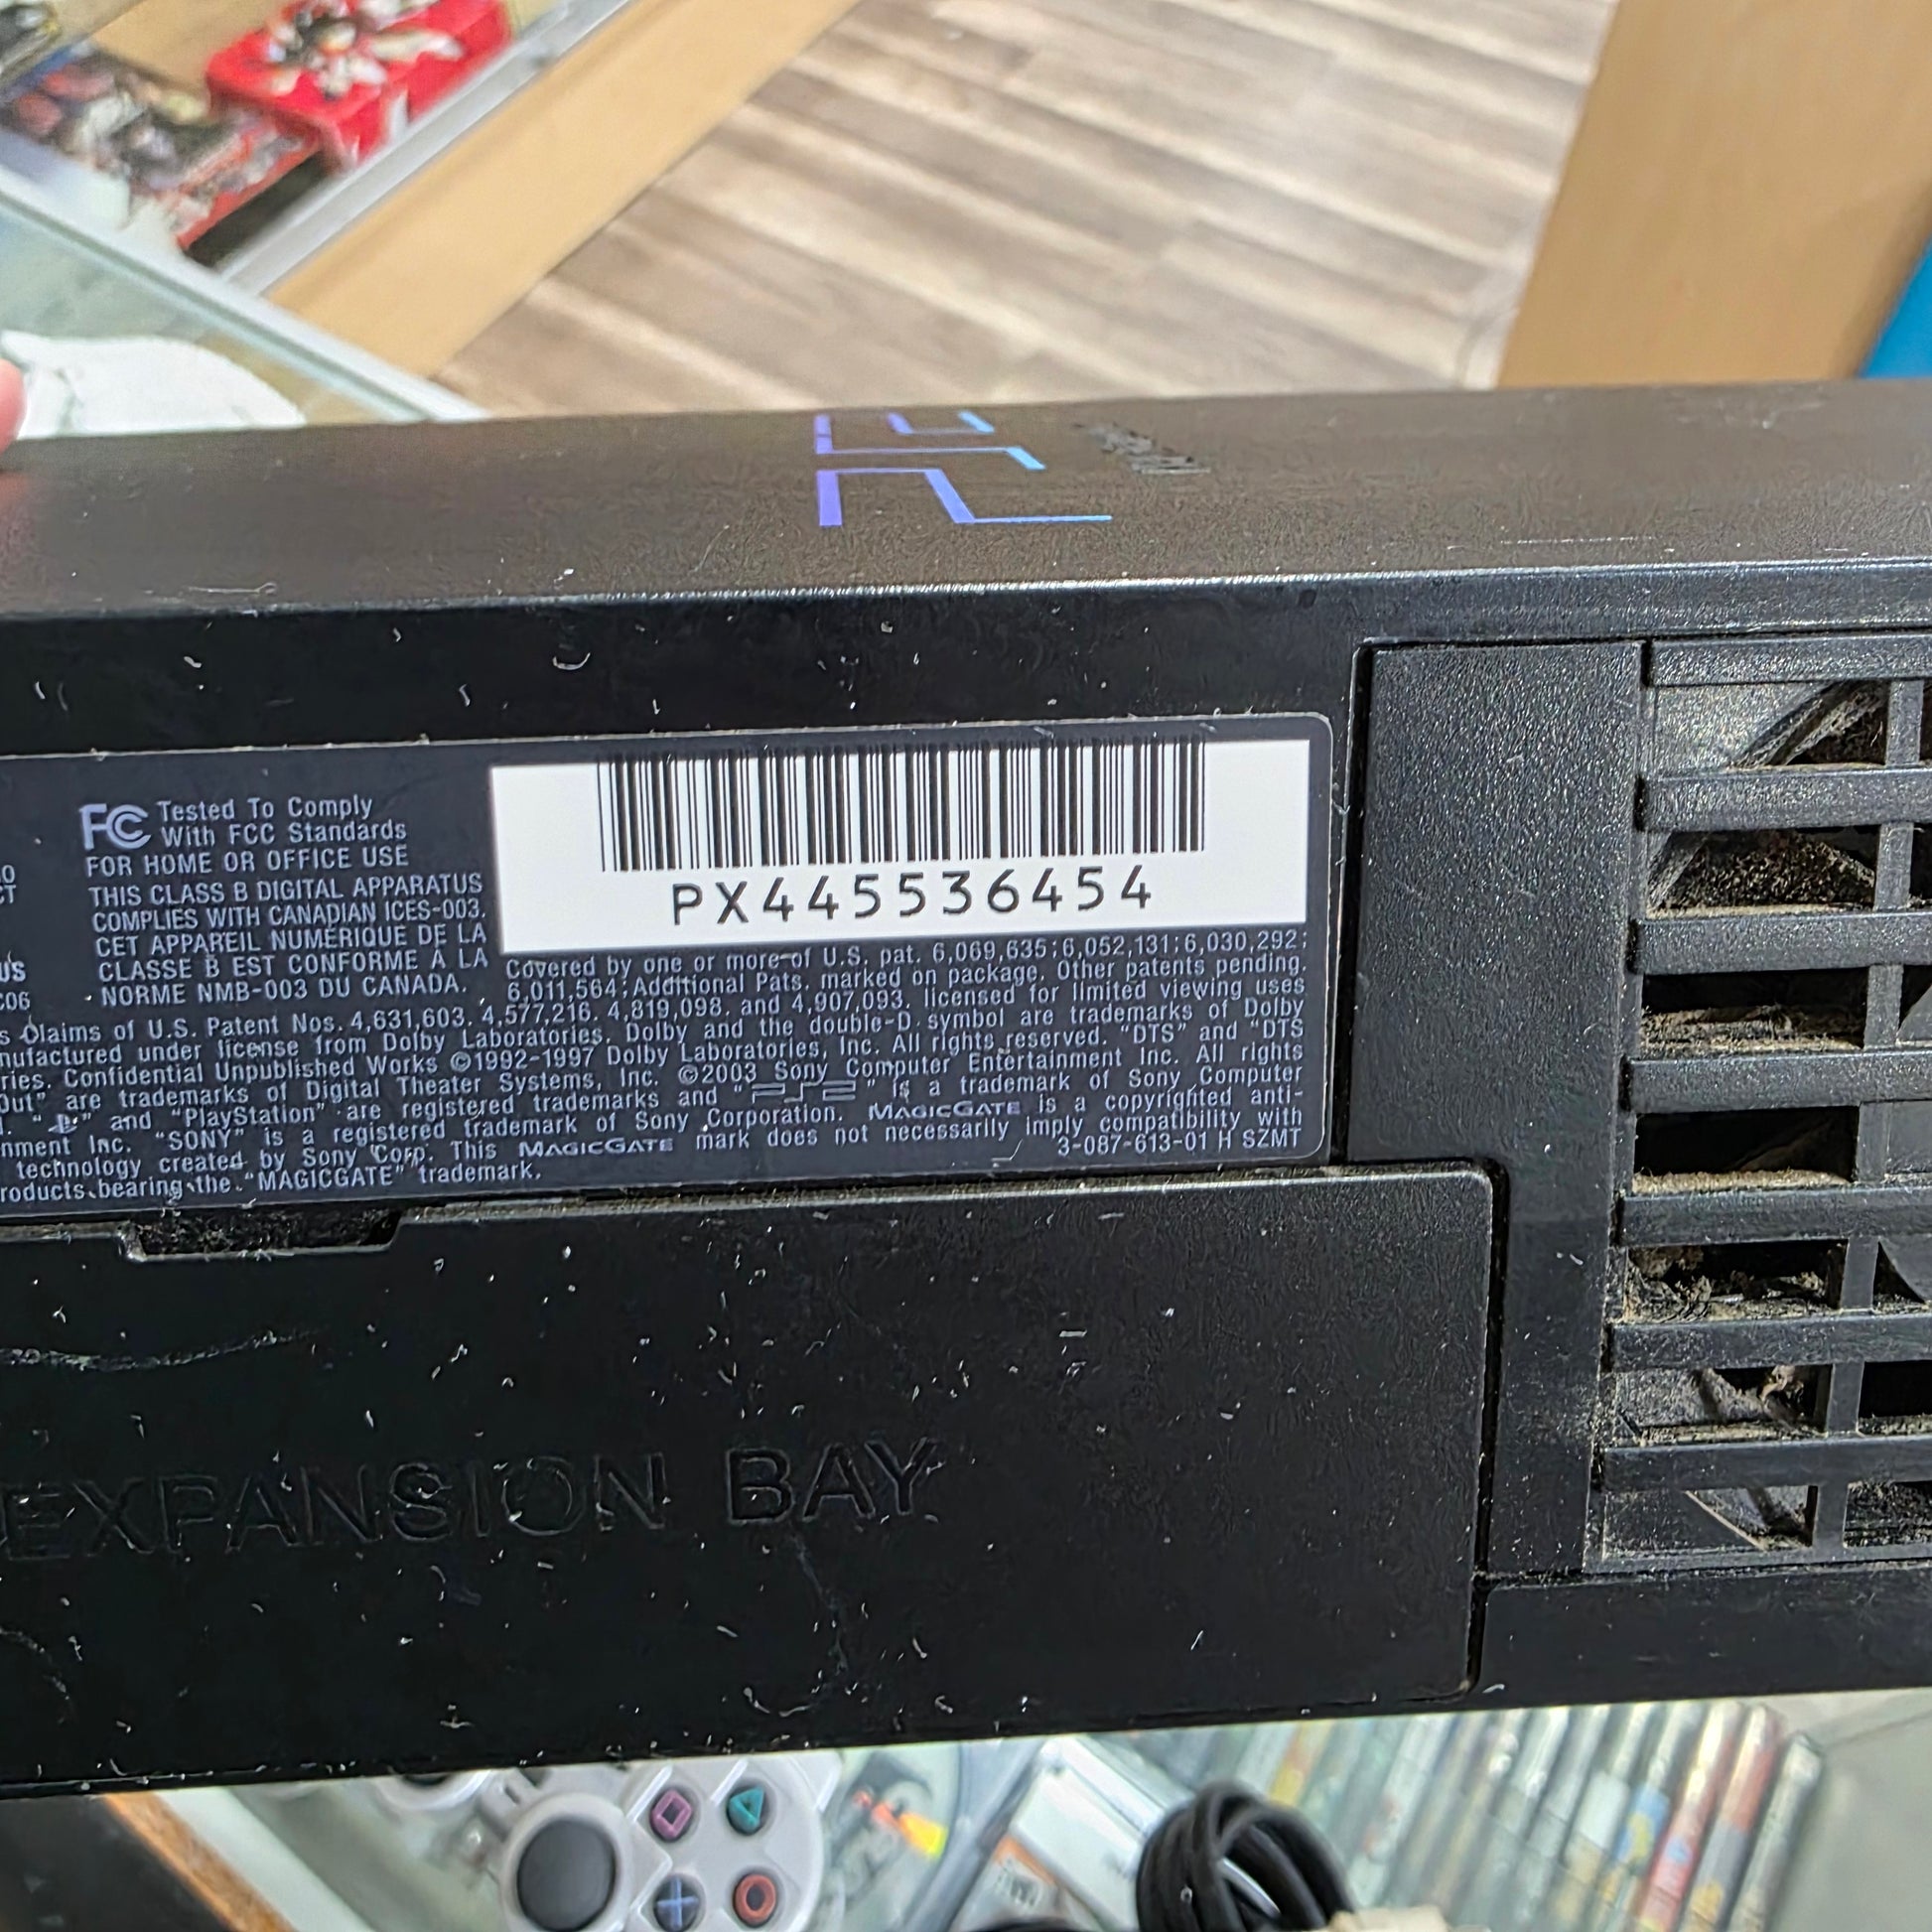 FC Tested To Comply
With FCC Standards
FOR HOME OR OFFICE USE
THIS CLASS B DIGITAL APPARATUS
COMPLIES WITH CANADIAN ICES-003.
CET APPAREIL NUMÉRIQUE DE LA
CLASSE B EST CONFORME À LA
NORME NMB-003 DU CANADA.
PX445536454
Covered by one or more of U.S. pat. 6,069,635; 6,052,131; 6,030,292;
6,011,564; Additional Pats. marked on package. Other patents pending.
s Claims of U.S. Patent Nos. 4,631,603, 4,577,216, 4,819,098, and 4,907,093, licensed for limited viewing uses
nufactured under license from Dolby Laboratories. Dolby and the double-D symbol are trademarks of Dolby
ries. Confidential Unpublished Works ©1992-1997 Dolby Laboratories, Inc. All rights reserved. "DTS" and "DTS
Out" are trademarks of Digital Theater Systems, Inc. ©2003 Sony Computer Entertainment Inc. All rights
"PS" and "PlayStation" are registered trademarks and "PS2" is a trademark of Sony Computer
nment Inc. "SONY" is a registered trademark of Sony Corporation. MAGICGATE is a copyrighted anti-
technology created by Sony Corp. This MAGICGATE mark does not necessarily imply compatibility with
roducts bearing the "MAGICGATE" trademark.
3-087-613-01 H SZMT
EXPANSION BAY